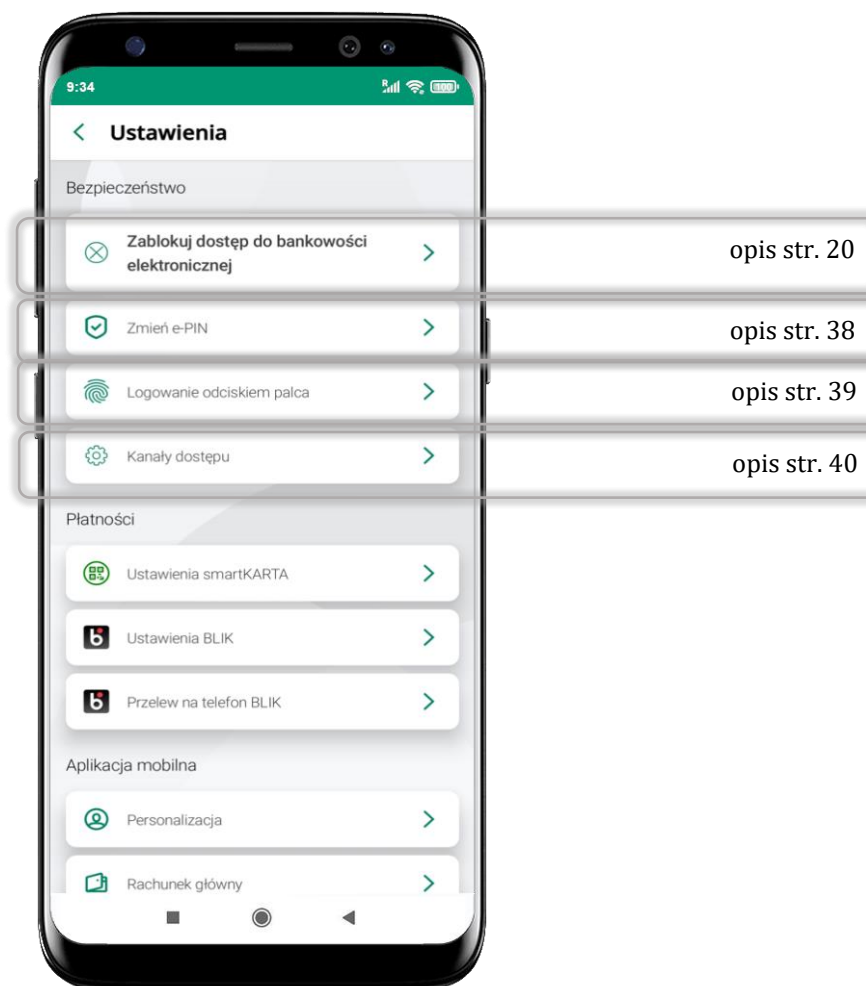 9:34
R
100
Ustawienia
Bezpieczeństwo
Zablokuj dostęp do bankowości
elektronicznej
opis str. 20
Zmień e-PIN
opis str. 38
Logowanie odciskiem palca
opis str. 39
Kanały dostępu
opis str. 40
Płatności
Ustawienia smartKARTA
Ustawienia BLIK
Przelew na telefon BLIK
Aplikacja mobilna
Personalizacja
Rachunek główny